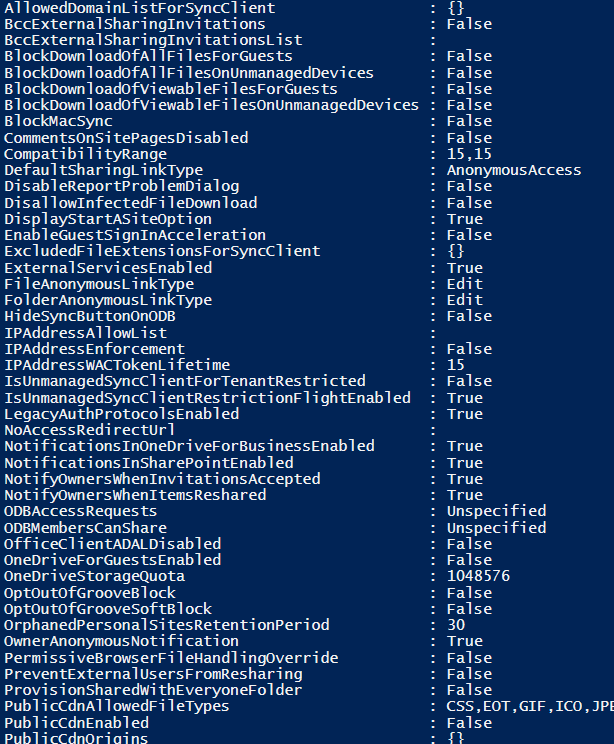 AllowedDomainListForSyncClient : {}
BccExternalSharingInvitations : False
BccExternalSharingInvitationsList :
BlockDownloadOfAllFilesForGuests : False
BlockDownloadOfAllFilesOnUnmanagedDevices : False
BlockDownloadOfViewableFilesForGuests : False
BlockDownloadOfViewableFilesOnUnmanagedDevices : False
BlockMacSync : False
CommentsOnSitePagesDisabled : False
CompatibilityRange : 15,15
DefaultSharingLinkType : AnonymousAccess
DisableReportProblemDialog : False
DisallowInfectedFileDownload : False
DisplayStartASiteOption : True
EnableGuestSignInAcceleration : False
ExcludedFileExtensionsForSyncClient : {}
ExternalServicesEnabled : True
FileAnonymousLinkType : Edit
FolderAnonymousLinkType : Edit
HideSyncButtonOnODB : False
IPAddressAllowList :
IPAddressEnforcement : False
IPAddressWACTokenLifetime : 15
IsUnmanagedSyncClientForTenantRestricted : False
IsUnmanagedSyncClientRestrictionFlightEnabled : True
LegacyAuthProtocolsEnabled : True
NoAccessRedirectUrl :
NotificationsInOneDriveForBusinessEnabled : True
NotificationsInSharePointEnabled : True
NotifyOwnersWhenInvitationsAccepted : True
NotifyOwnersWhenItemsReshared : True
ODBAccessRequests : Unspecified
ODBMembersCanShare : Unspecified
OfficeClientADALDisabled : False
OneDriveForGuestsEnabled : False
OneDriveStorageQuota : 1048576
OptOutOfGrooveBlock : False
OptOutOfGrooveSoftBlock : False
OrphanedPersonalSitesRetentionPeriod : 30
OwnerAnonymousNotification : True
PermissiveBrowserFileHandlingOverride : False
PreventExternalUsersFromResharing : False
ProvisionSharedWithEveryoneFolder : False
PublicCdnAllowedFileTypes : CSS,EOT,GIF,ICO,JPE
PublicCdnEnabled : False
PublicCdnOrigins : {}